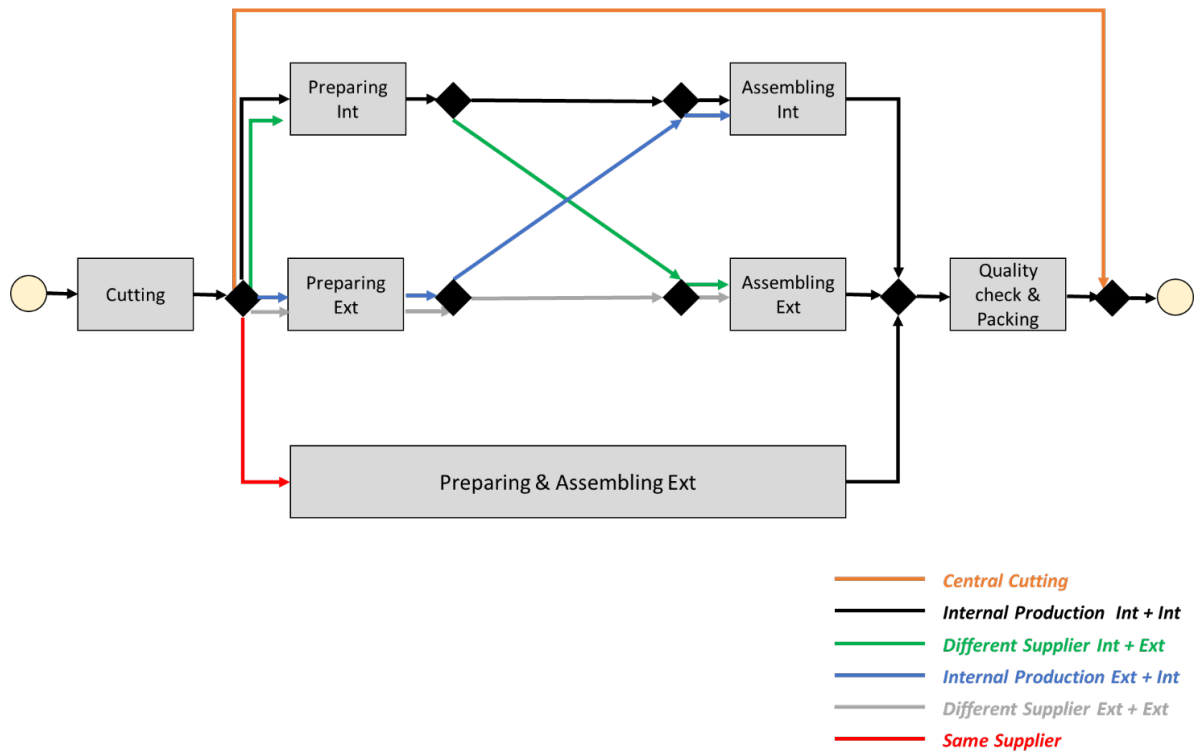 Preparing
Int
Assembling
Int
Cutting
Preparing
Ext
Assembling
Ext
Quality
check &
Packing
Preparing & Assembling Ext
Central Cutting
Internal Production Int + Int
Different Supplier Int + Ext
Internal Production Ext + Int
Different Supplier Ext + Ext
Same Supplier